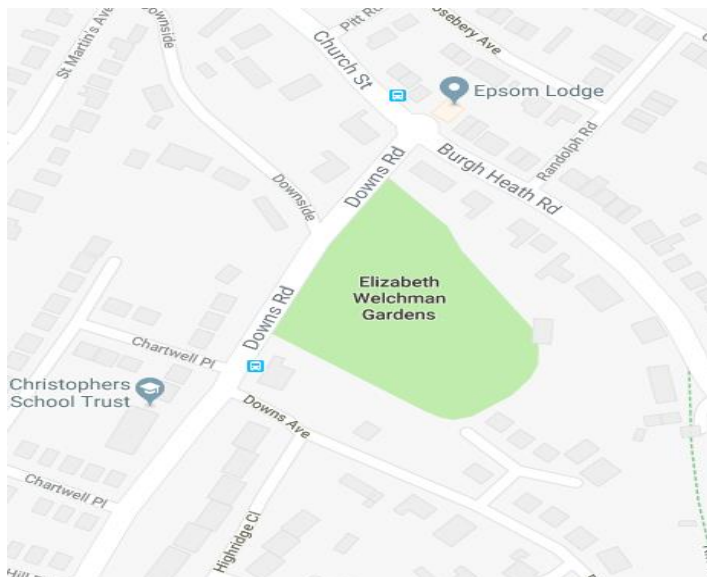 St Martin's Ave
Downside
Pitt Rd
Rosebery Ave
Church St
Epsom Lodge
Randolph Rd
Burgh Heath Rd
Downs Rd
Downside
Elizabeth
Welchman
Gardens
Downs Rd
Chartwell Pl
Christophers
School Trust
Downs Ave
Chartwell Pl
Highridge Cl